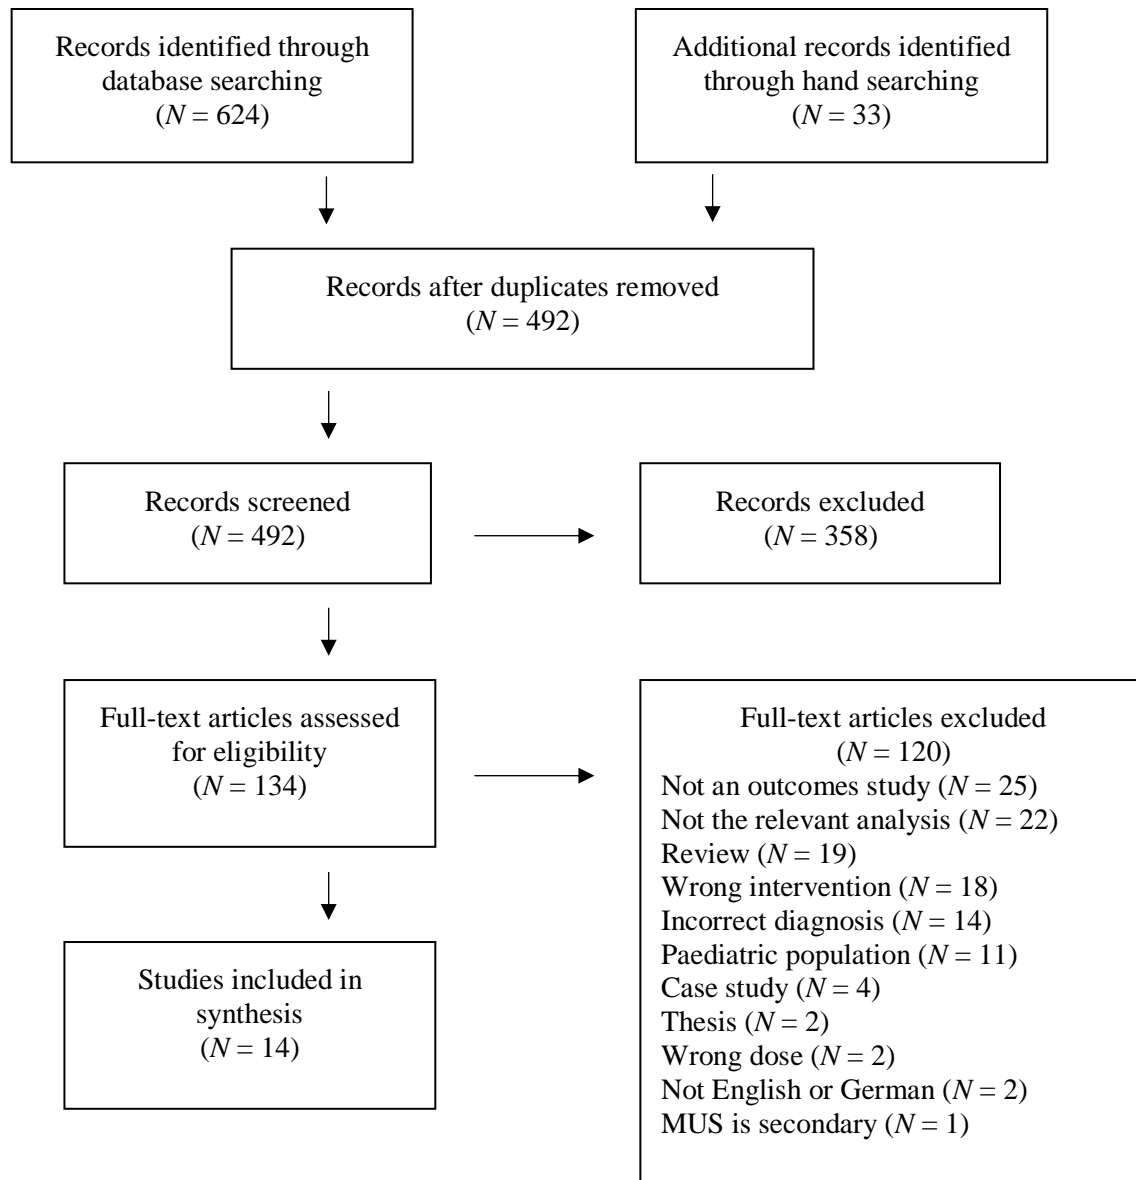 Records identified through
database searching
(N = 624)
Additional records identified
through hand searching
(N = 33)
Records after duplicates removed
(N = 492)
Records screened
(N = 492)
Records excluded
(N = 358)
Full-text articles assessed
for eligibility
(N = 134)
Full-text articles excluded
(N = 120)
Not an outcomes study (N = 25)
Not the relevant analysis (N = 22)
Review (N = 19)
Wrong intervention (N = 18)
Incorrect diagnosis (N = 14)
Paediatric population (N = 11)
Case study (N = 4)
Thesis (N = 2)
Wrong dose (N = 2)
Not English or German (N = 2)
MUS is secondary (N = 1)
Studies included in
synthesis
(N = 14)